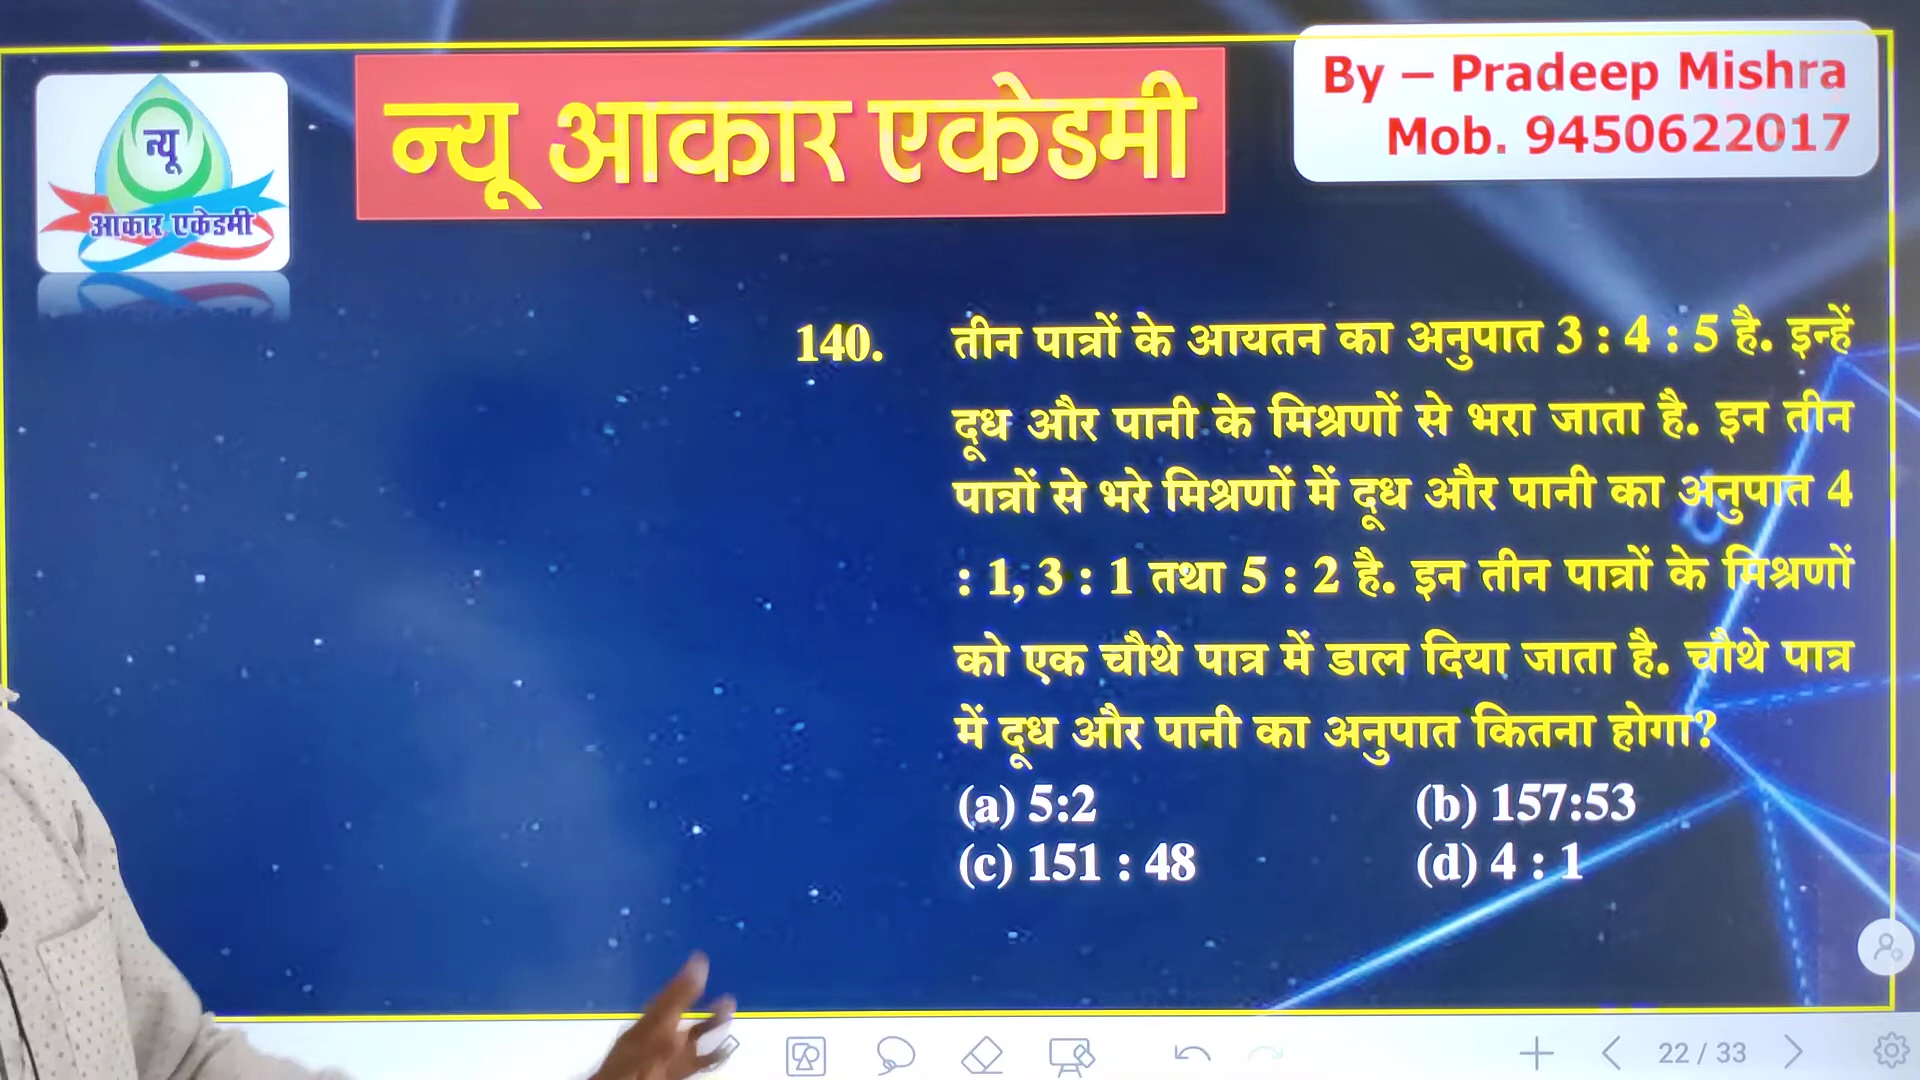 न्यू
आकार एकेडमी
न्यू आकार एकेडमी
By – Pradeep Mishra
Mob. 9450622017
140. तीन पात्रों के आयतन का अनुपात 3 : 4 : 5 है. इन्हें
दूध और पानी के मिश्रणों से भरा जाता है. इन तीन
पात्रों से भरे मिश्रणों में दूध और पानी का अनुपात 4
: 1, 3 : 1 तथा 5 : 2 है. इन तीन पात्रों के मिश्रणों
को एक चौथे पात्र में डाल दिया जाता है. चौथे पात्र
में दूध और पानी का अनुपात कितना होगा?
(a) 5:2 (b) 157:53
(c) 151 : 48 (d) 4 : 1
22 / 33